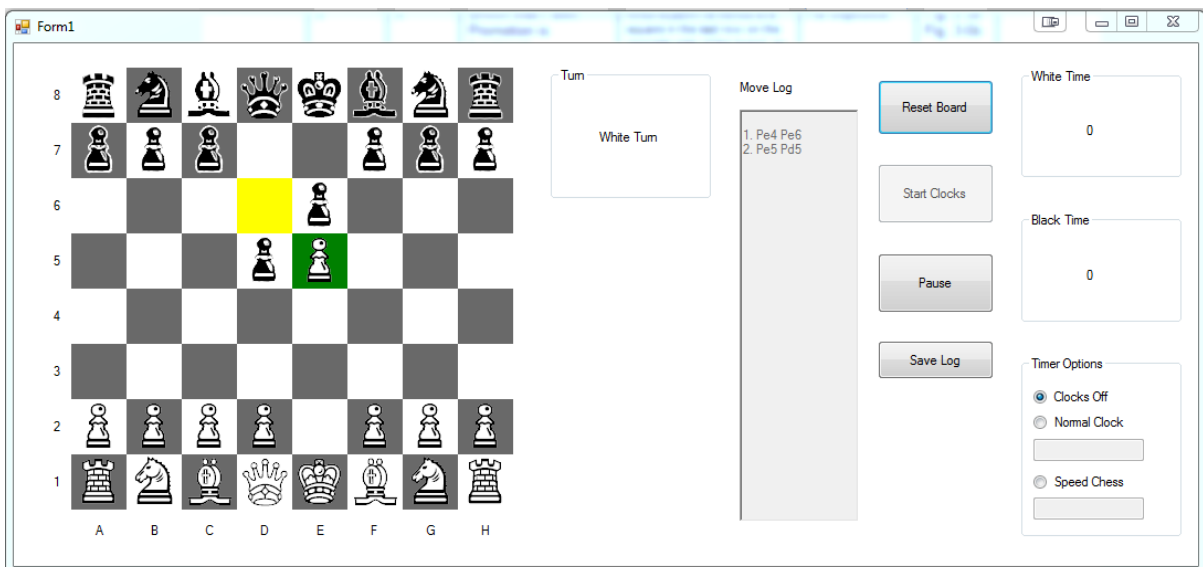 Form1
8
7
6
5
4
3
2
1
A B C D E F G H
Turn
White Turn
Move Log
1. Pe4 Pe6
2. Pe5 Pd5
Reset Board
Start Clocks
Pause
Save Log
White Time
0
Black Time
0
Timer Options
Clocks Off
Normal Clock
Speed Chess